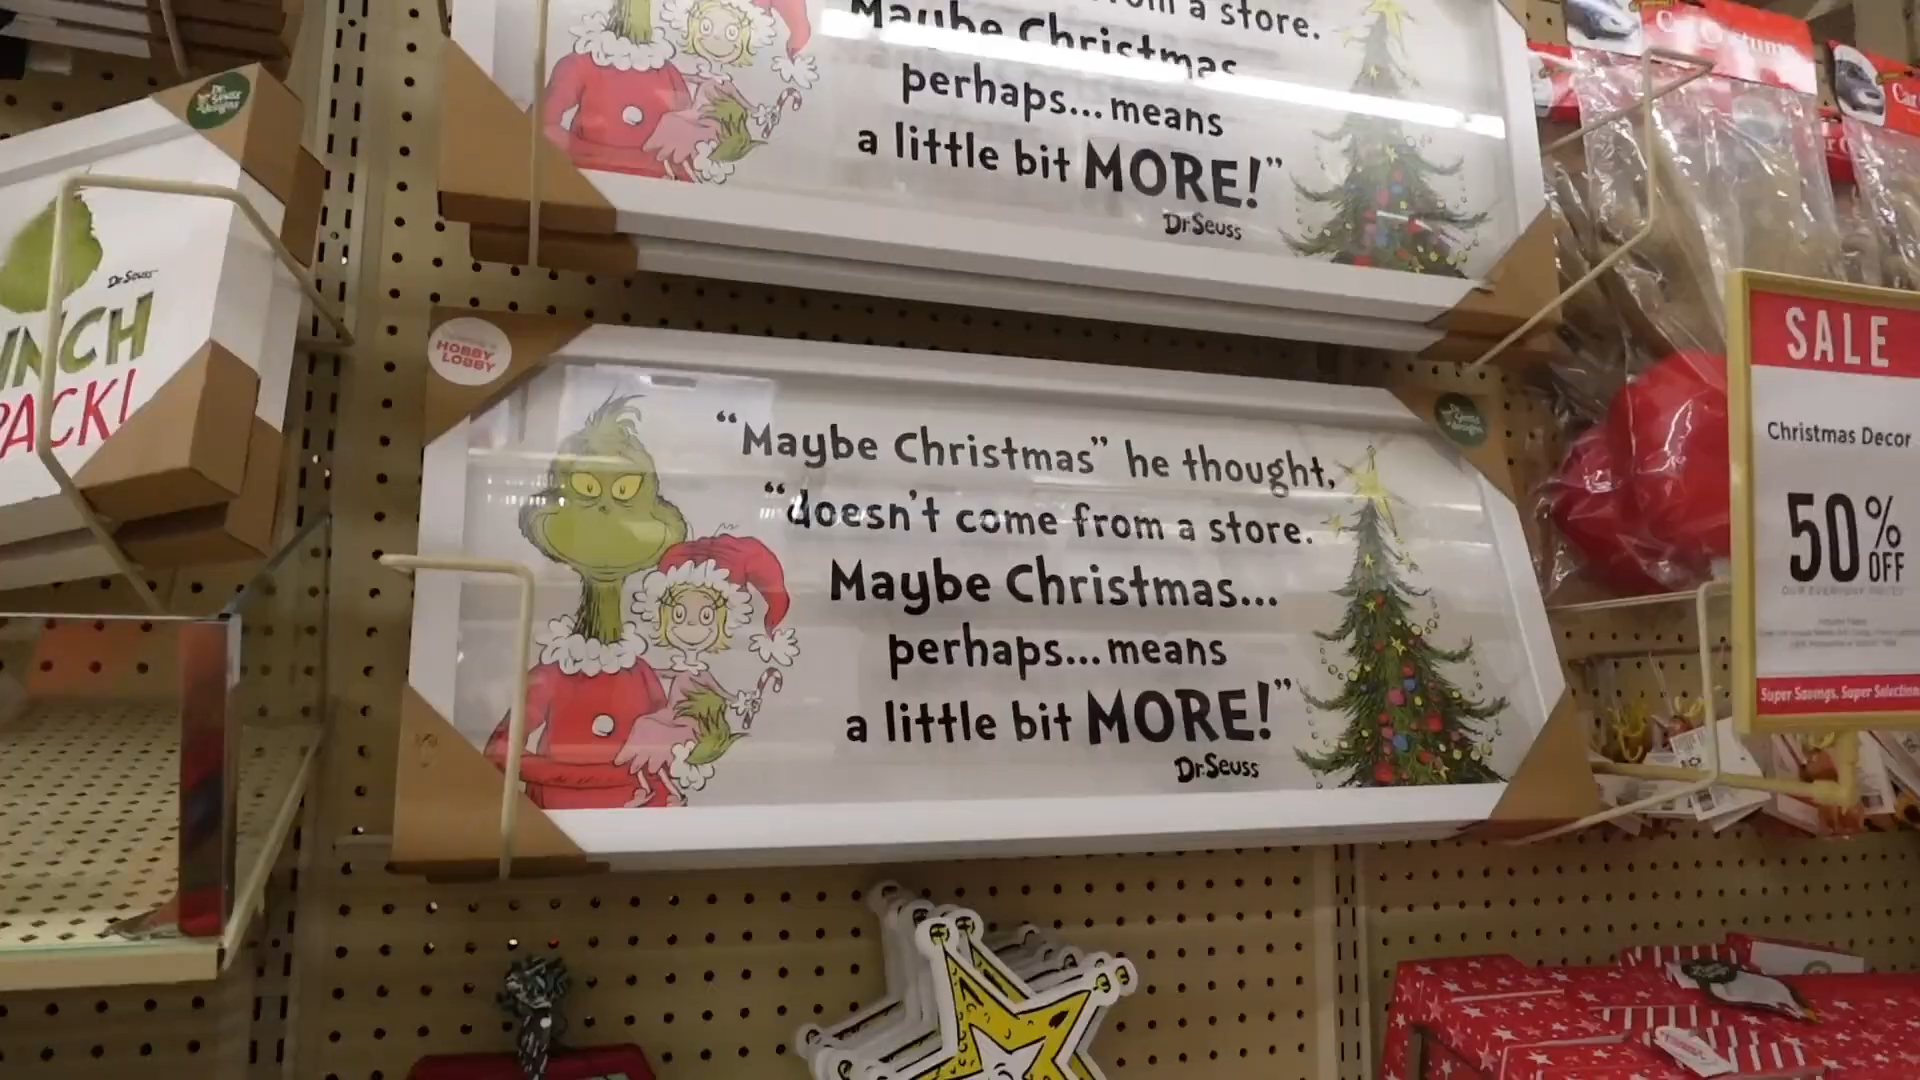 a store.
Maybe Christmas
perhaps...means
a little bit MORE!”
Dr. Seuss
Dr. Seuss
INCH
PACK!
HOBBY
LOBBY
“Maybe Christmas” he thought,
“doesn't come from a store.
Maybe Christmas...
perhaps...means
a little bit MORE!”
Dr. Seuss
SALE
Christmas Decor
50% OFF
Super Savings, Super Selection